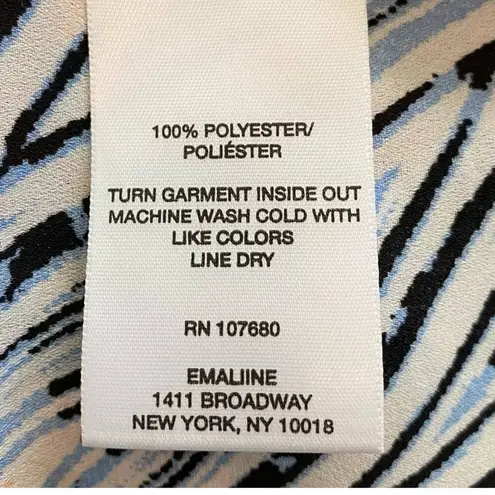 100% POLYESTER/
POLIÉSTER
TURN GARMENT INSIDE OUT
MACHINE WASH COLD WITH
LIKE COLORS
LINE DRY
RN 107680
EMALIINE
1411 BROADWAY
NEW YORK, NY 10018